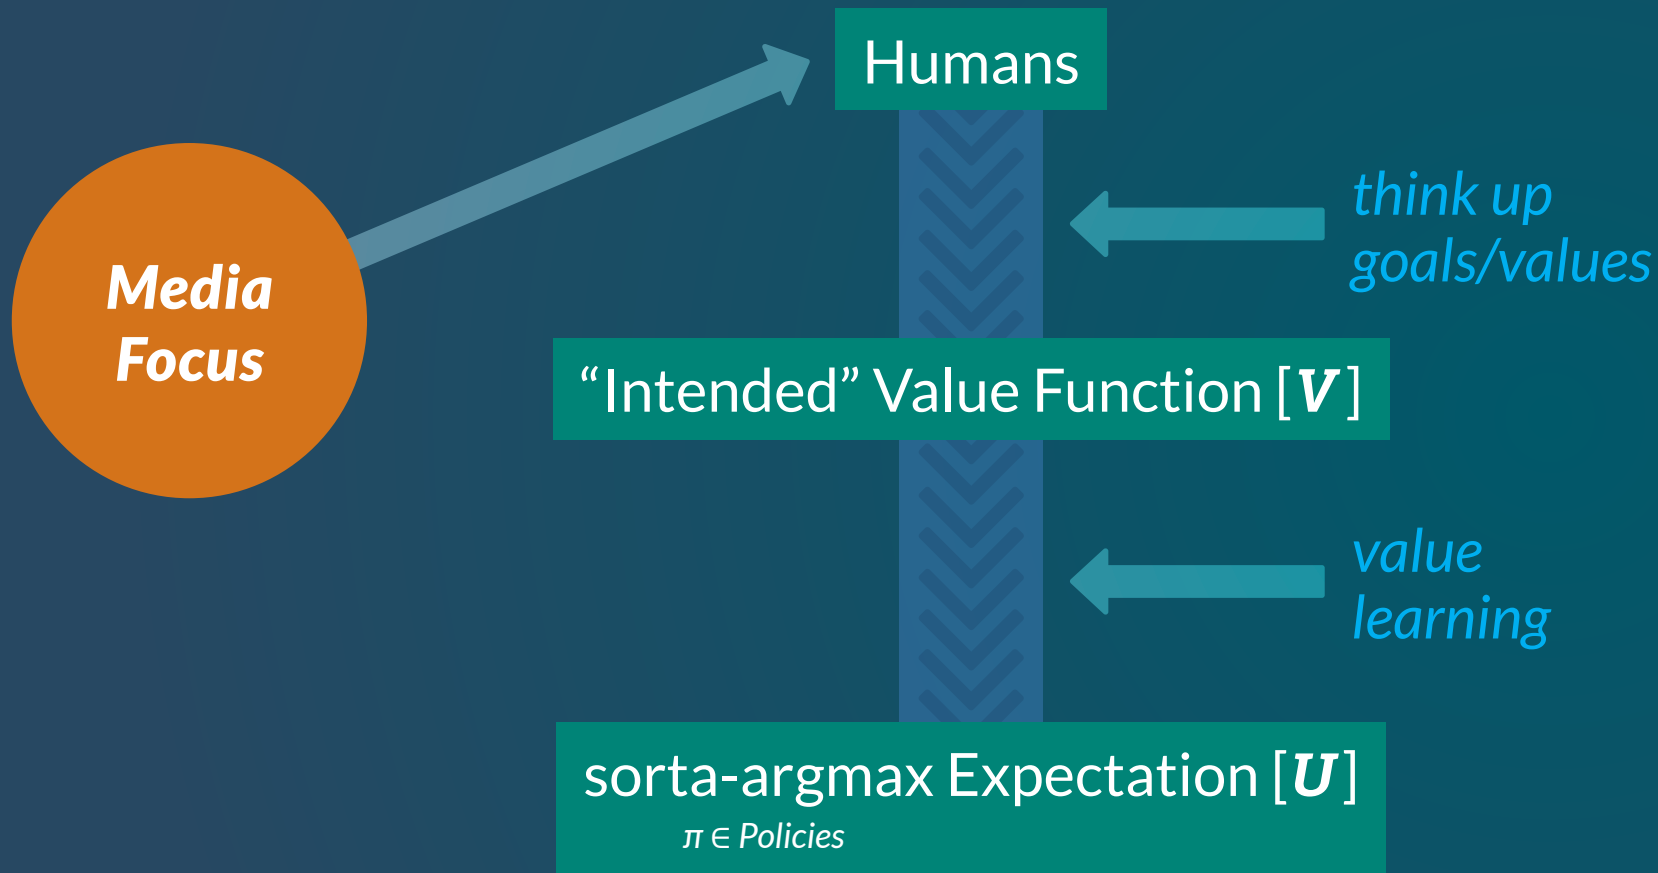 Humans
think up
goals/values
Media
Focus
“Intended” Value Function [V]
value
learning
sorta-argmax Expectation [U]
π ∈ Policies